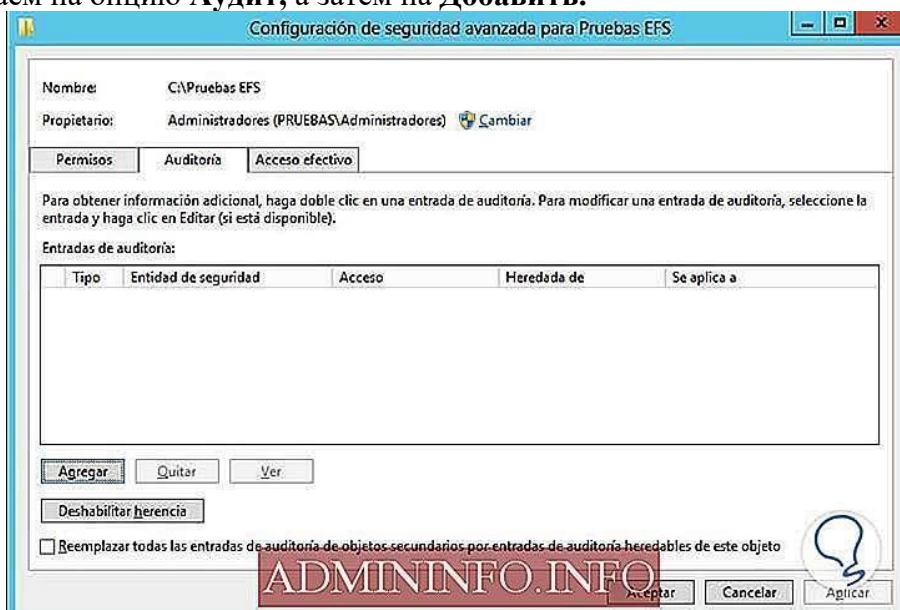 на опцию Аудит, а затем на Добавить.
Configuración de seguridad avanzada para Pruebas EFS
Nombre: C:\Pruebas EFS
Propietario: Administradores (PRUEBAS\Administradores) Cambiar
Permisos Auditoría Acceso efectivo
Para obtener información adicional, haga doble clic en una entrada de auditoría. Para modificar una entrada de auditoría, seleccione la
entrada y haga clic en Editar (si está disponible).
Entradas de auditoría:
Tipo Entidad de seguridad Acceso Heredada de Se aplica a
Agregar Quitar Ver
Deshabilitar herencia
Reemplazar todas las entradas de auditoría de objetos secundarios por entradas de auditoría heredables de este objeto
ADMININFO.INFO
Aceptar Cancelar Aplicar